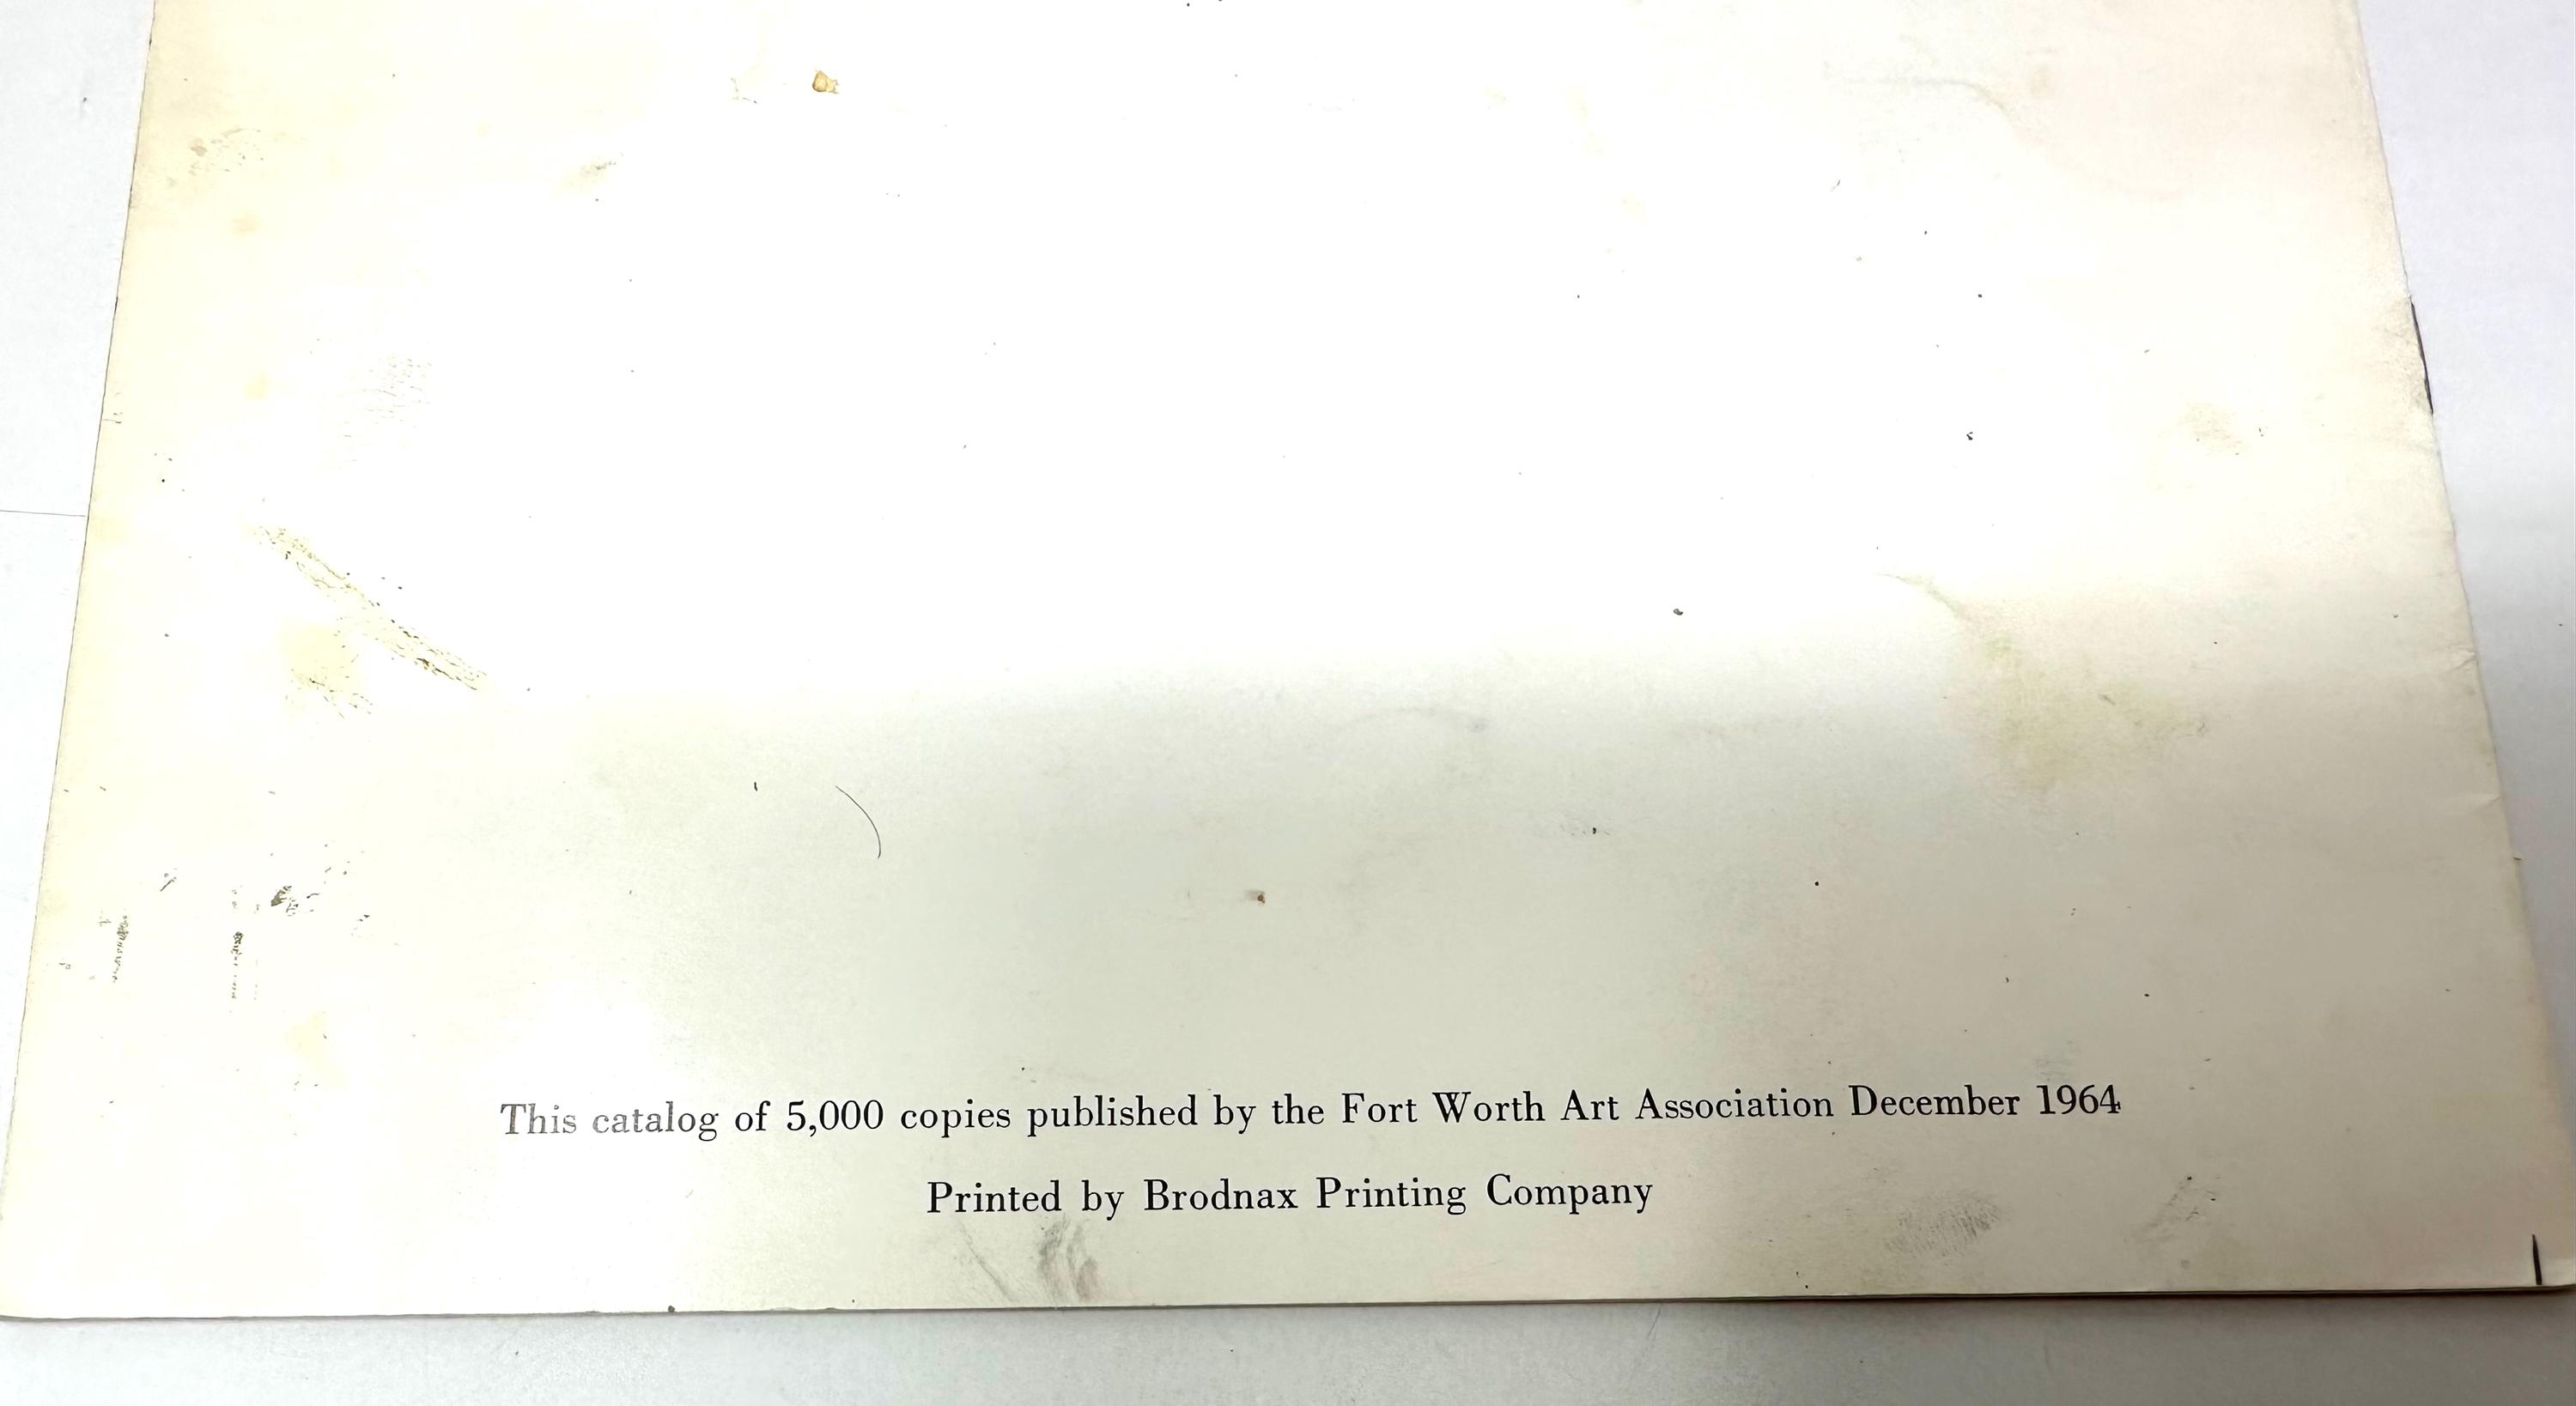 This catalog of 5,000 copies published by the Fort Worth Art Association December 1964
Printed by Brodnax Printing Company